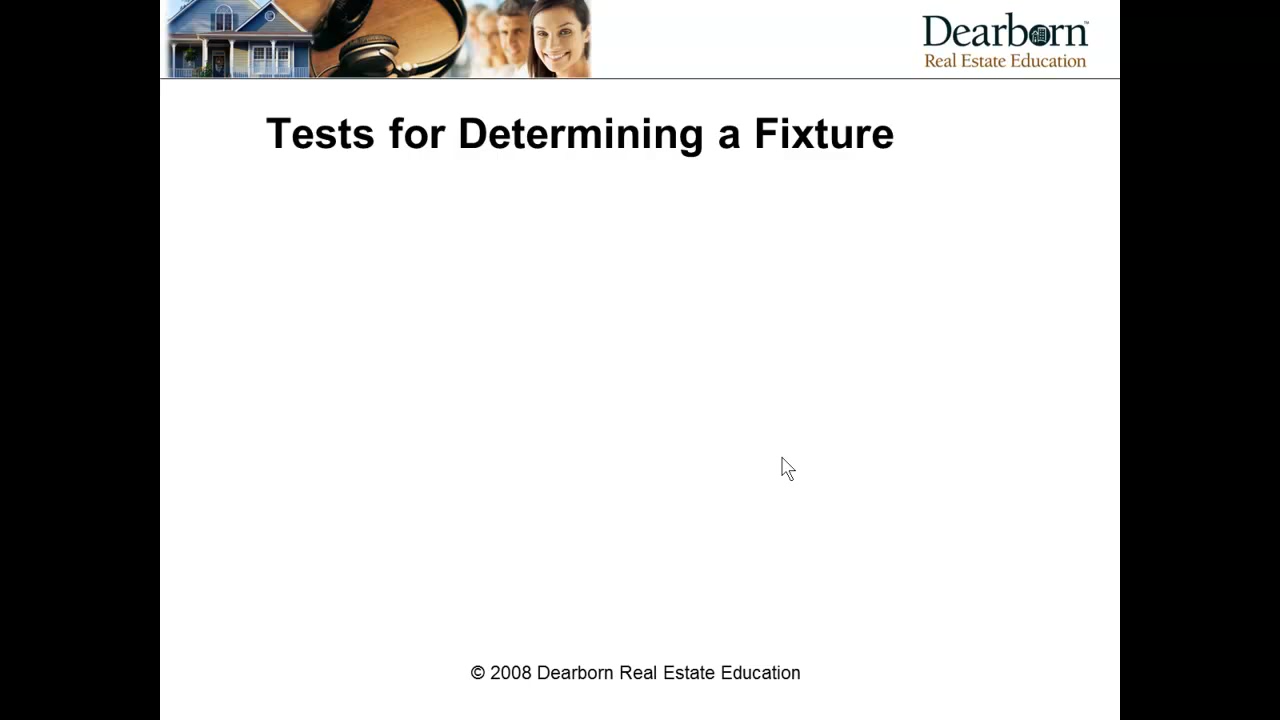 Dearborn™
Real Estate Education
Tests for Determining a Fixture
© 2008 Dearborn Real Estate Education